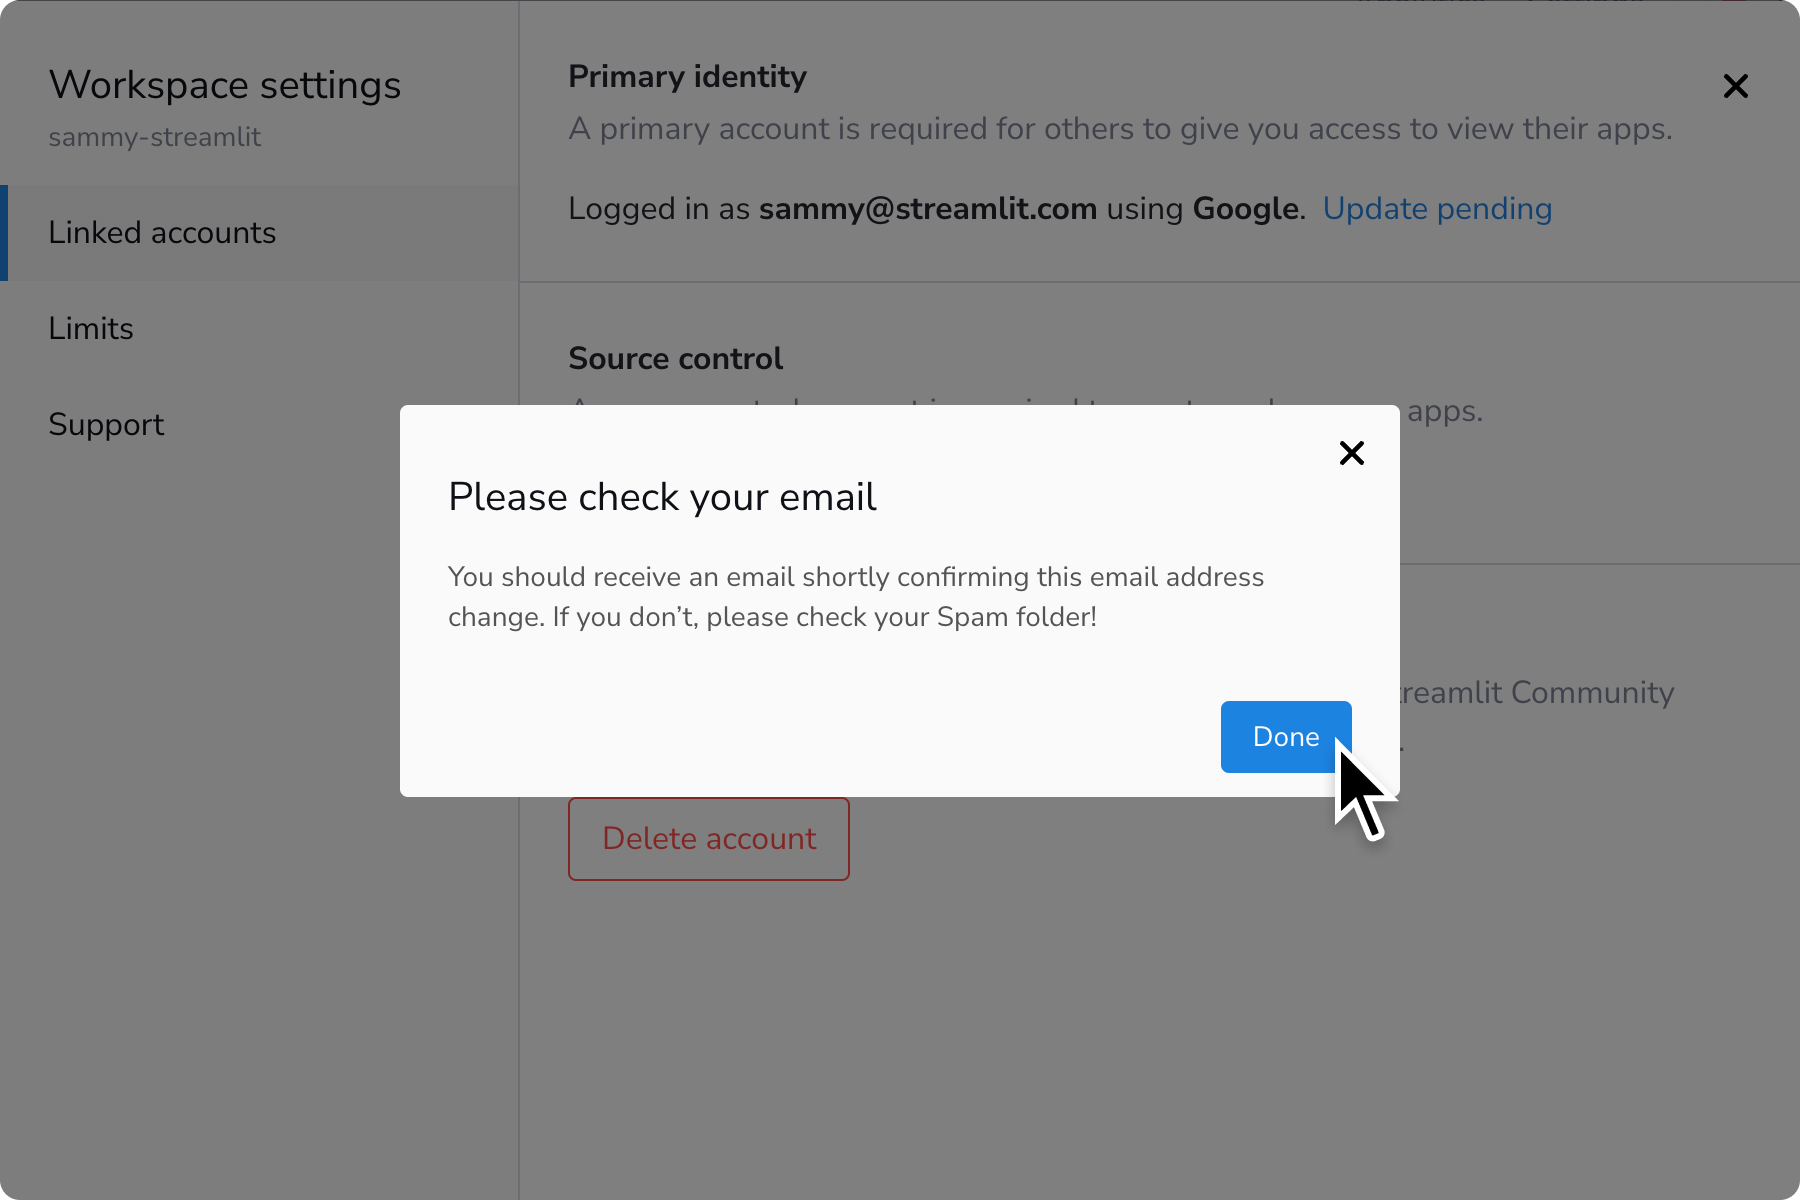 Workspace settings
sammy-streamlit
Linked accounts
Limits
Support
Primary identity
A primary account is required for others to give you access to view their apps.
Logged in as sammy@streamlit.com using Google. Update pending
Source control
apps.
Please check your email
You should receive an email shortly confirming this email address
change. If you don’t, please check your Spam folder!
Done
Community
Delete account